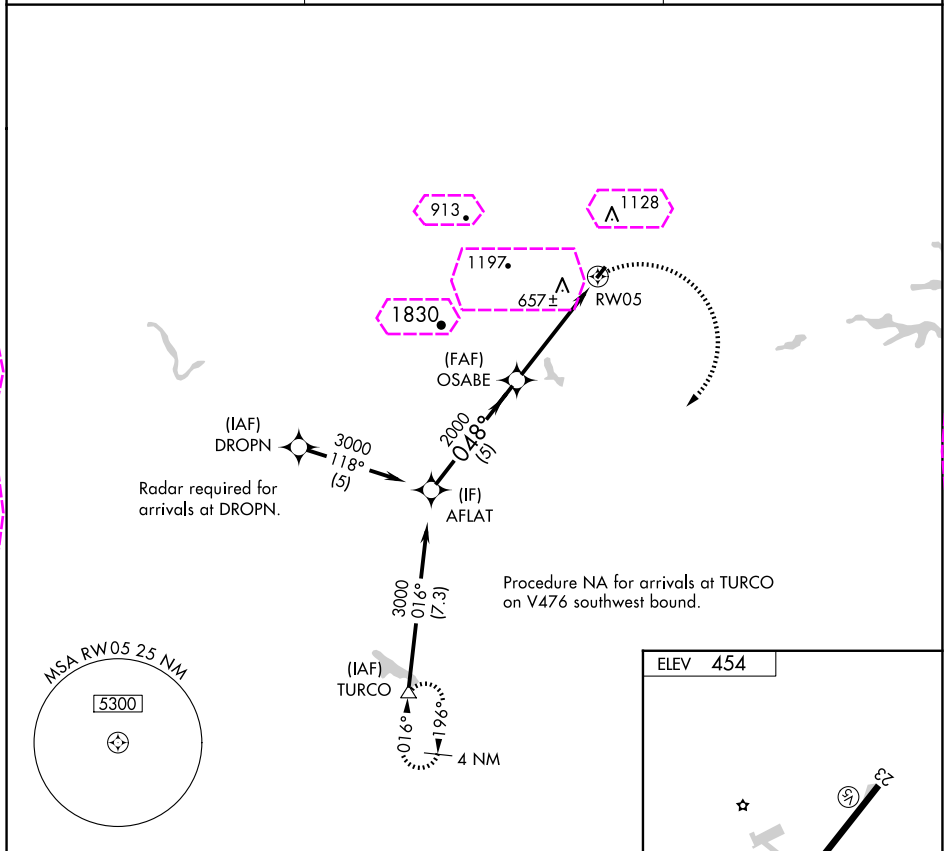 913
1128
1197
657±
RW05
1830
(FAF)
OSABE
2000
048°
(5)
(IAF)
DROPN
3000
118°
(5)
Radar required for
arrivals at DROPN.
(IF)
AFLAT
3000
016°
(7.3)
Procedure NA for arrivals at TURCO
on V476 southwest bound.
(IAF)
TURCO
016°
196°
4 NM
MSA RW05 25 NM
5300
ELEV 454
23
V5